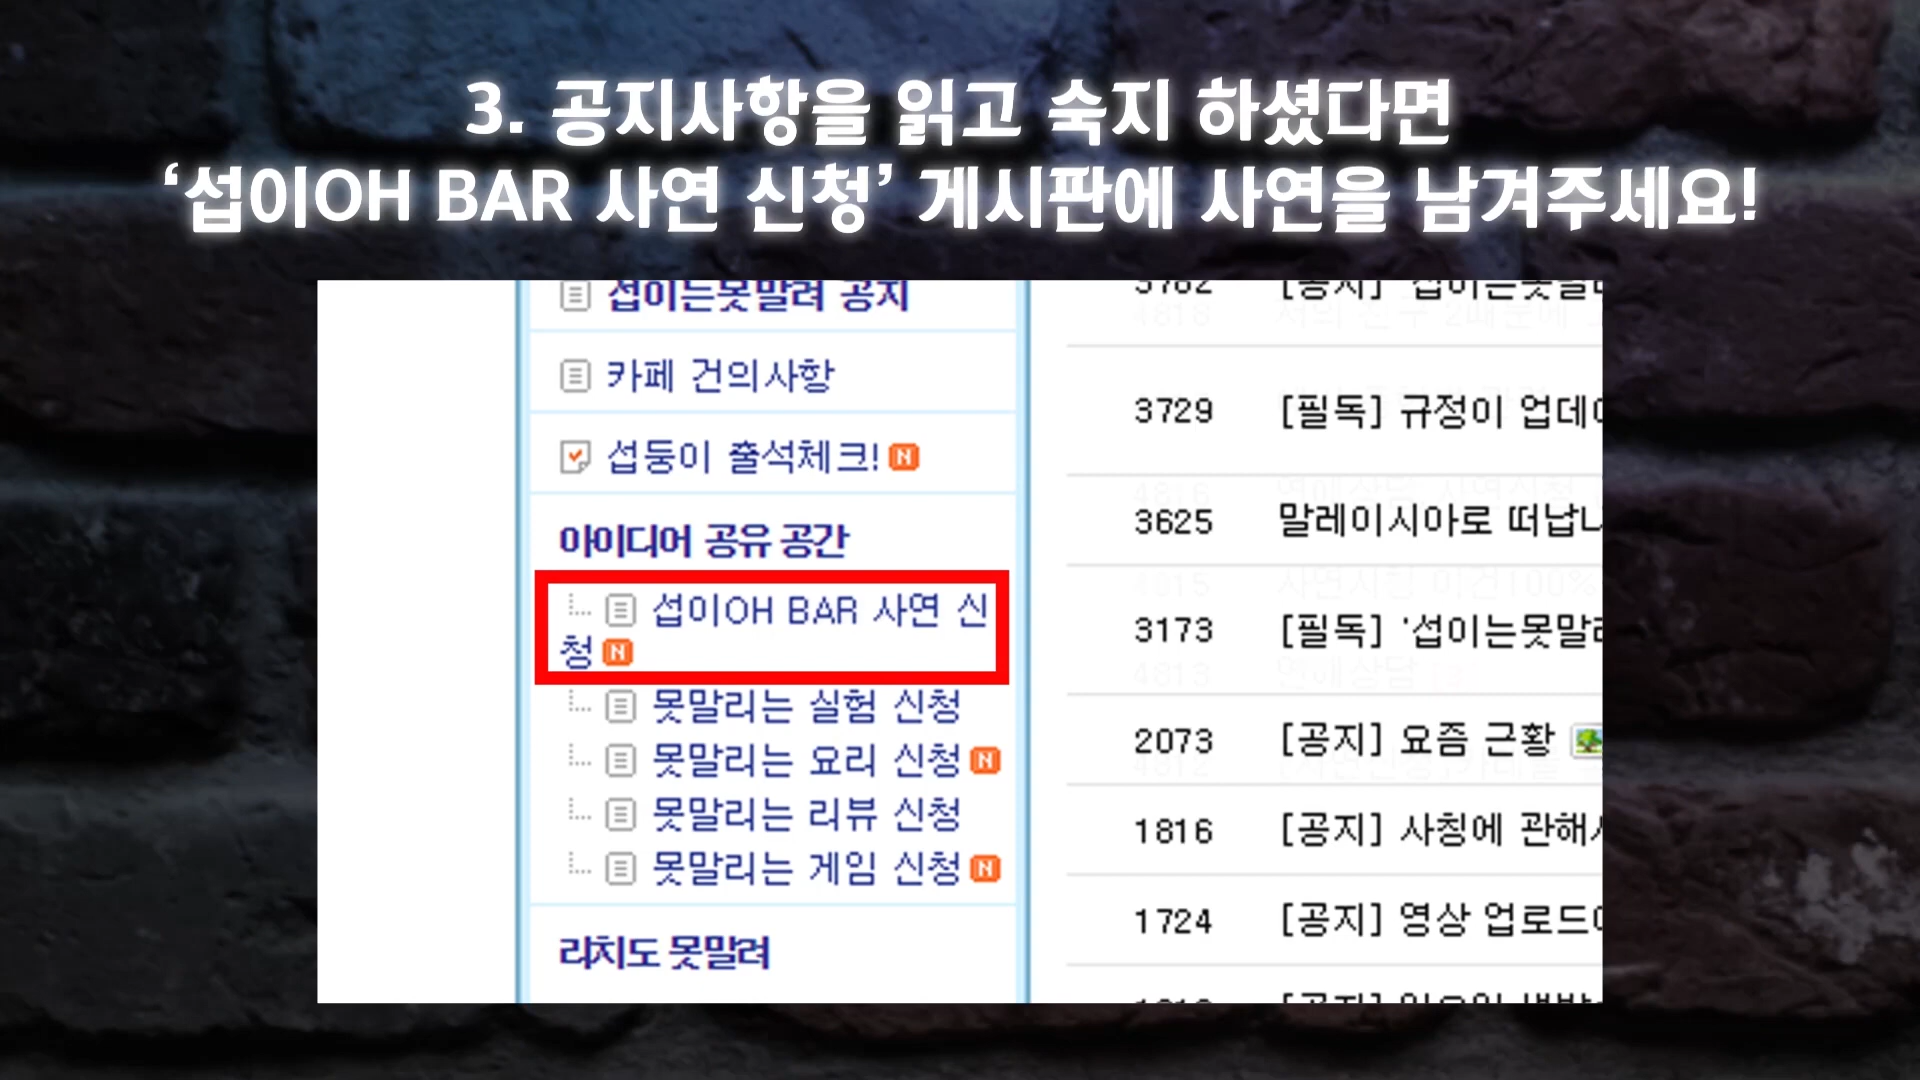 3. 공지사항을 읽고 숙지 하셨다면
‘섭이OH BAR 사연 신청’ 게시판에 사연을 남겨주세요!
섭이는못말려 공지
카페 건의사항
섭둥이 출석체크! N
아이디어 공유 공간
섭이OH BAR 사연 신
청 N
못말리는 실험 신청
못말리는 요리 신청 N
못말리는 리뷰 신청
못말리는 게임 신청 N
리치도 못말려
3729 [필독] 규정이 업데
3625 말레이시아로 떠납니
3173 [필독] '섭이는못말려
2073 [공지] 요즘 근황
1816 [공지] 사칭에 관해
1724 [공지] 영상 업로드